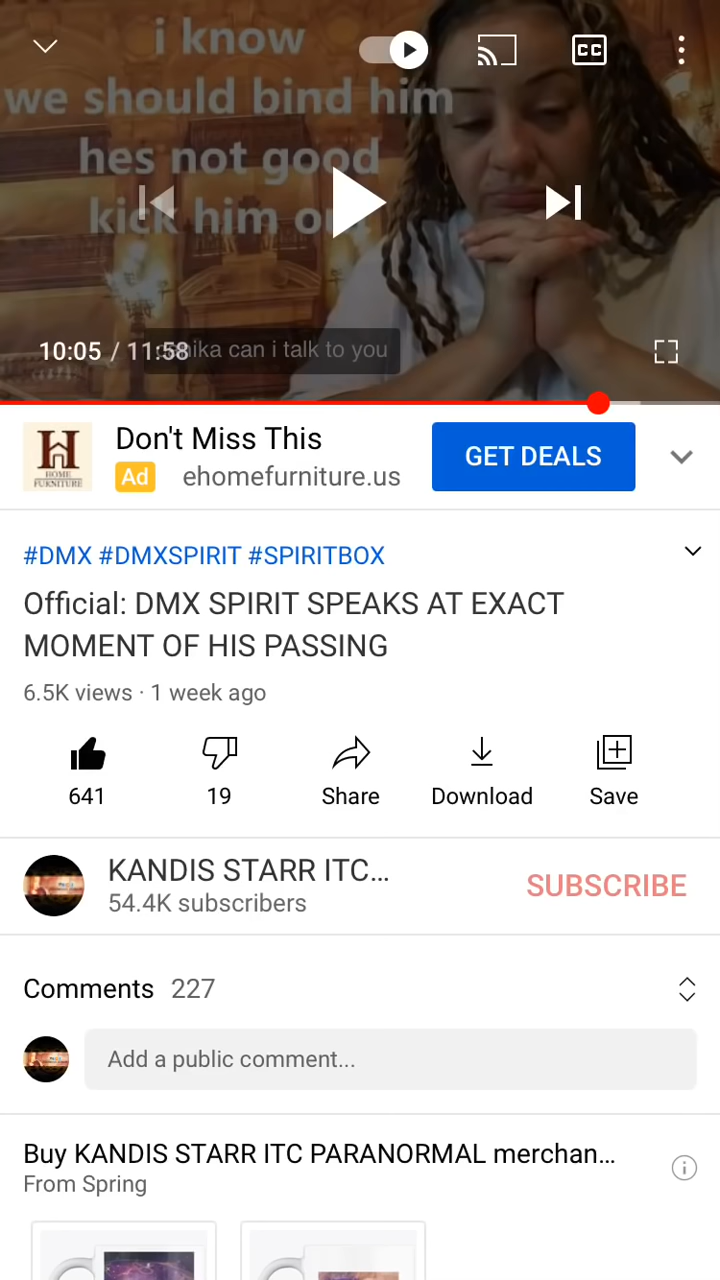 i know
we should bind him
hes not good
kick him
CC
10:05 / 11:58
can i talk to you
H
HOME
FURNITURE
Don't Miss This
Ad ehomefurniture.us
GET DEALS
#DMX #DMXSPIRIT #SPIRITBOX
Official: DMX SPIRIT SPEAKS AT EXACT
MOMENT OF HIS PASSING
6.5K views · 1 week ago
641
19
Share
Download
Save
KANDIS STARR ITC...
54.4K subscribers
SUBSCRIBE
Comments 227
Add a public comment...
Buy KANDIS STARR ITC PARANORMAL merchan...
From Spring